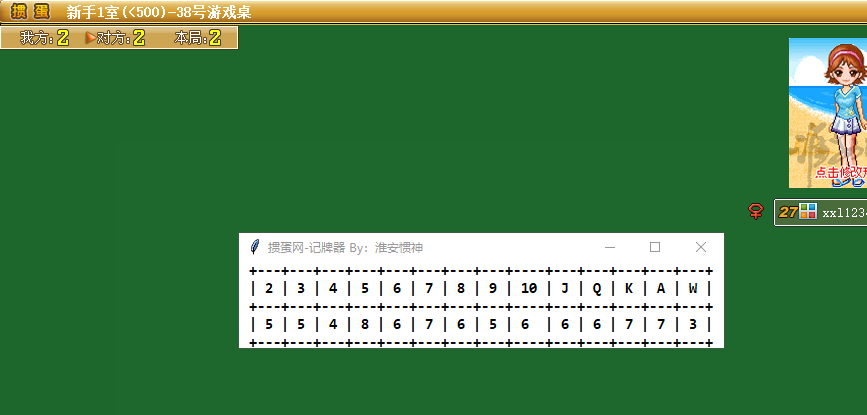 掼 蛋 新手1室(<500)-38号游戏桌
我方:2 对方:2 本局:2
点击修改
27 xxl123
掼蛋网-记牌器 By: 淮安惯神
+---+---+---+---+---+---+---+---+----+---+---+---+---+---+
| 2 | 3 | 4 | 5 | 6 | 7 | 8 | 9 | 10 | J | Q | K | A | W |
+---+---+---+---+---+---+---+---+----+---+---+---+---+---+
| 5 | 5 | 4 | 8 | 6 | 7 | 6 | 5 | 6  | 6 | 6 | 7 | 7 | 3 |
+---+---+---+---+---+---+---+---+----+---+---+---+---+---+